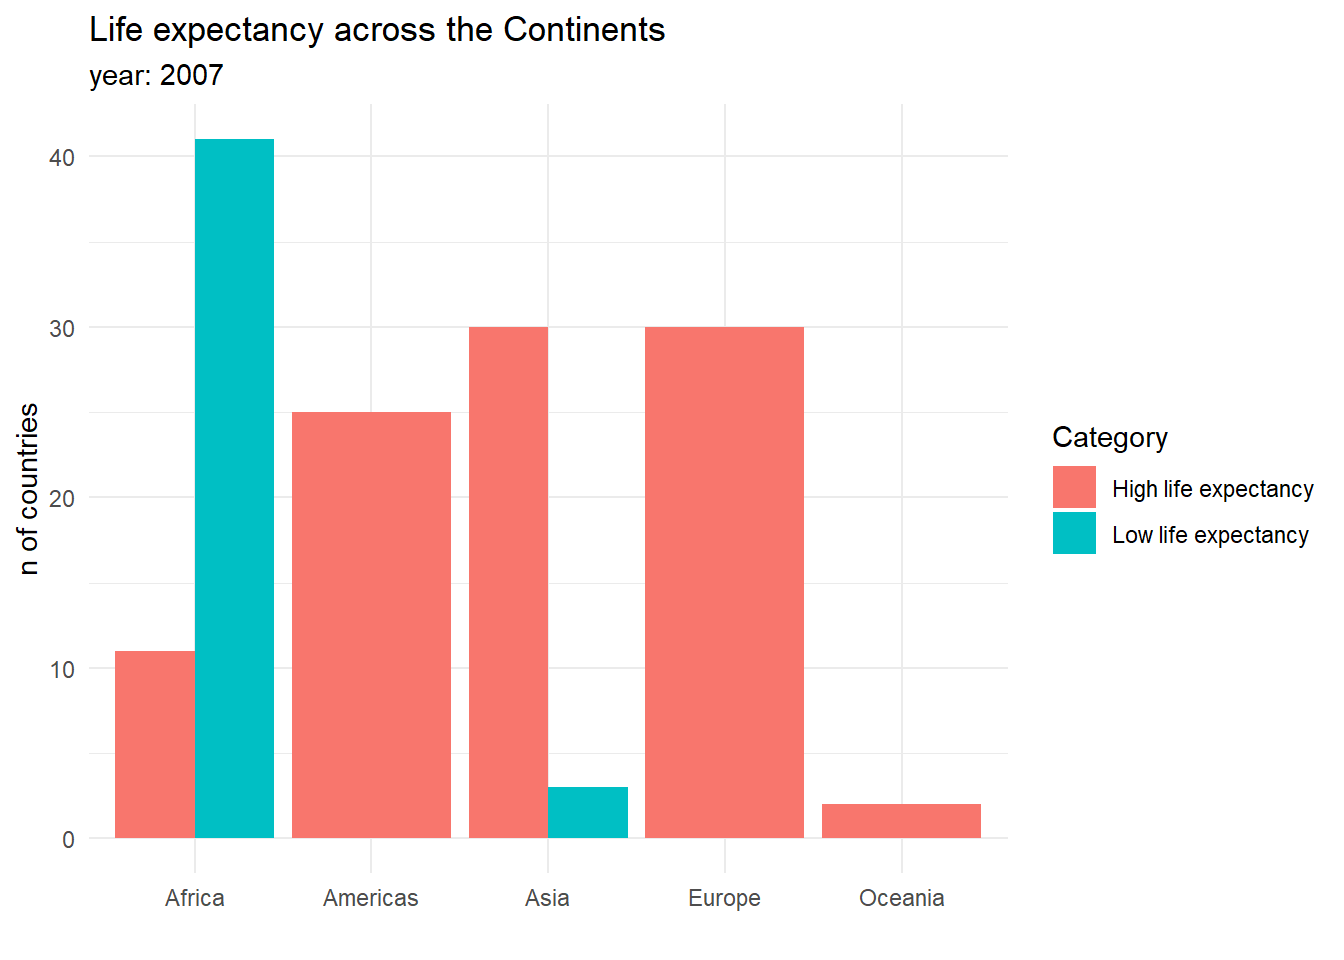 Life expectancy across the Continents
year: 2007
n of countries
40
30
20
10
0
Africa
Americas
Asia
Europe
Oceania
Category
High life expectancy
Low life expectancy